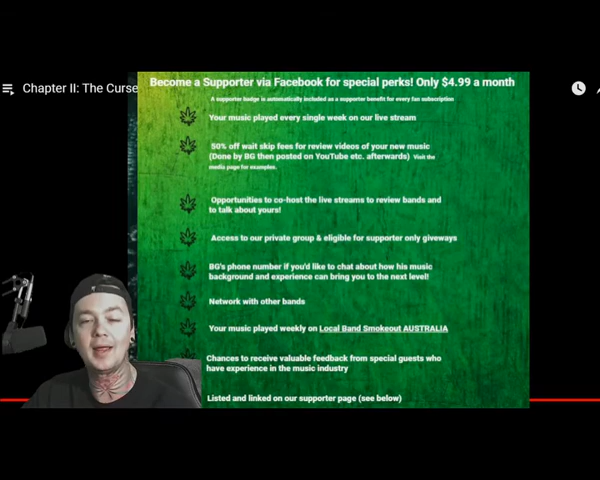 Become a Supporter via Facebook for special perks! Only $4.99 a month
Chapter II: The Curse
A supporter badge is automatically included as a supporter benefit for every fan subscription
Your music played every single week on our live stream
50% off wait skip fees for review videos of your new music
(Done by BG then posted on YouTube etc. afterwards) Visit the
media page for examples.
Opportunities to co-host the live streams to review bands and
to talk about yours!
Access to our private group & eligible for supporter only giveways
BG's phone number if you'd like to chat about how his music
background and experience can bring you to the next level!
Network with other bands
Your music played weekly on Local Band Smokeout AUSTRALIA
Chances to receive valuable feedback from special guests who
have experience in the music industry
Listed and linked on our supporter page (see below)